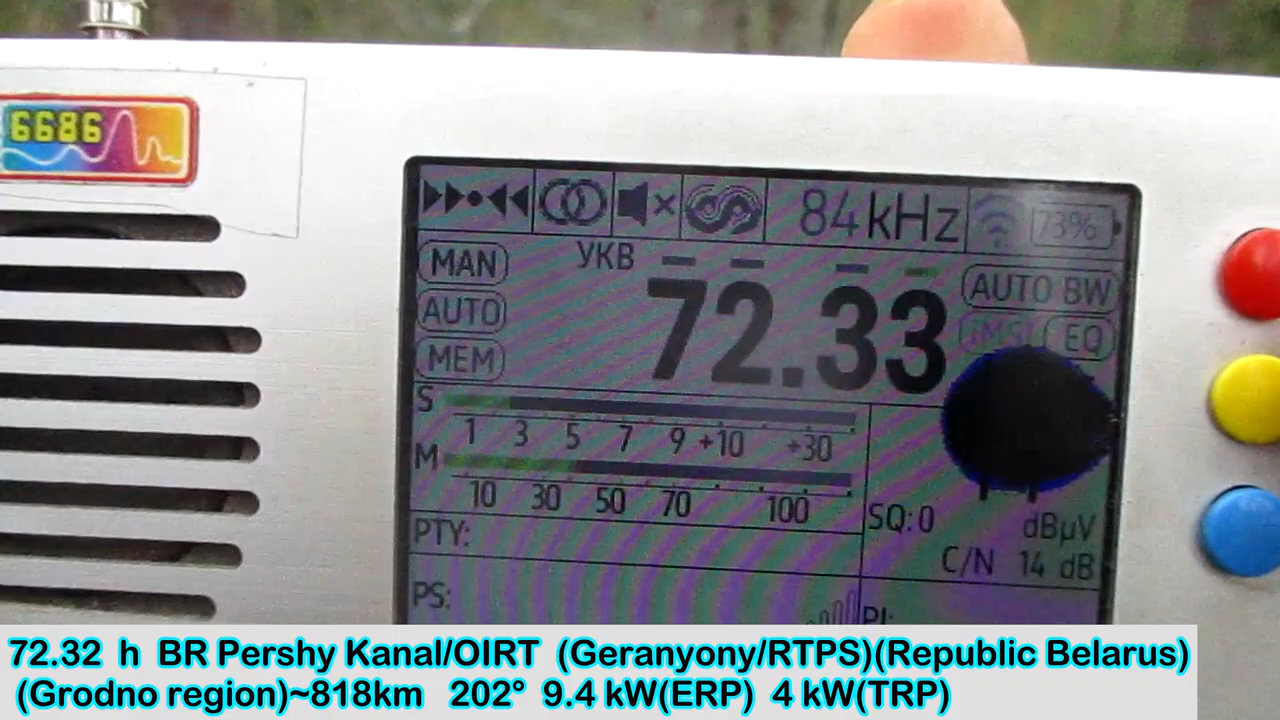 6686
84kHz 73%
MAN УКВ AUTO BW
AUTO 72.33 iMS EQ
MEM
S
1 3 5 7 9 +10 +30
M
10 30 50 70 100
SQ:0 dBµV
PTY:
C/N 14 dB
PS: PI:
72.32 h BR Pershy Kanal/OIRT (Geranyony/RTPS)(Republic Belarus)
(Grodno region)~818km 202° 9.4 kW(ERP) 4 kW(TRP)